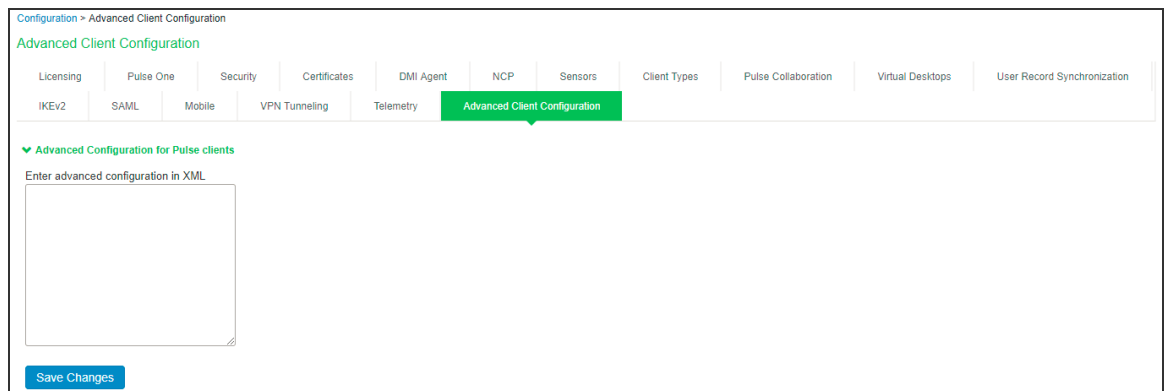 Configuration > Advanced Client Configuration
Advanced Client Configuration
Licensing Pulse One Security Certificates DMI Agent NCP Sensors Client Types Pulse Collaboration Virtual Desktops User Record Synchronization
IKEv2 SAML Mobile VPN Tunneling Telemetry Advanced Client Configuration
Advanced Configuration for Pulse clients
Enter advanced configuration in XML
Save Changes